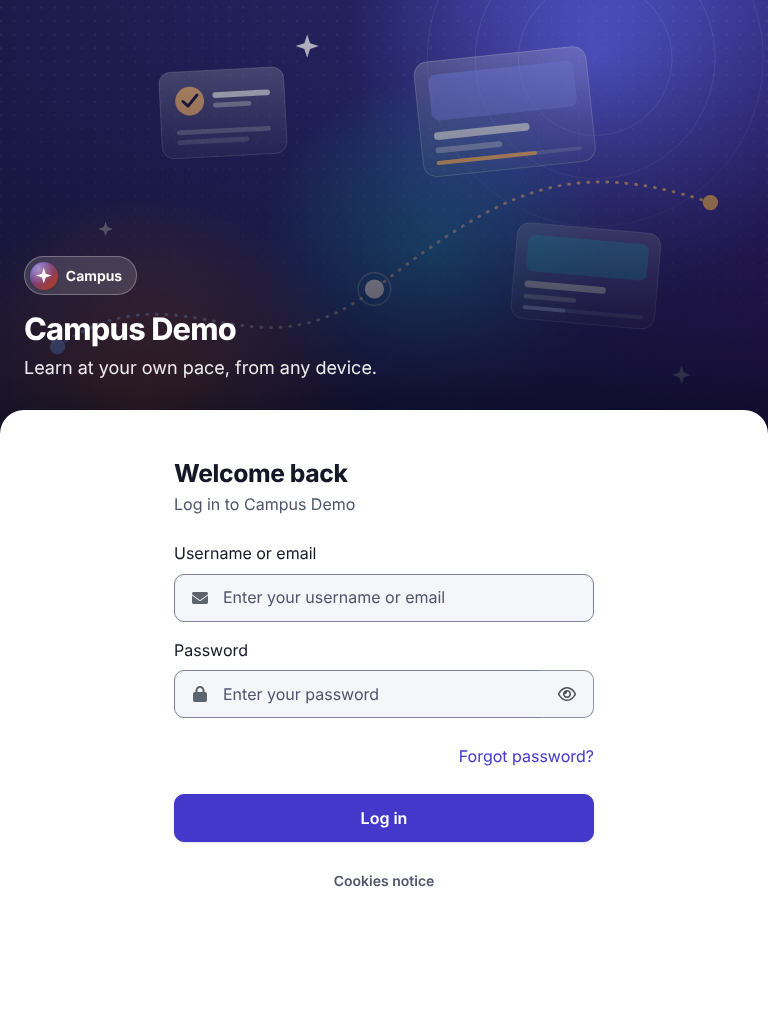 Campus
Campus Demo
Learn at your own pace, from any device.
Welcome back
Log in to Campus Demo
Username or email
Enter your username or email
Password
Enter your password
Forgot password?
Log in
Cookies notice